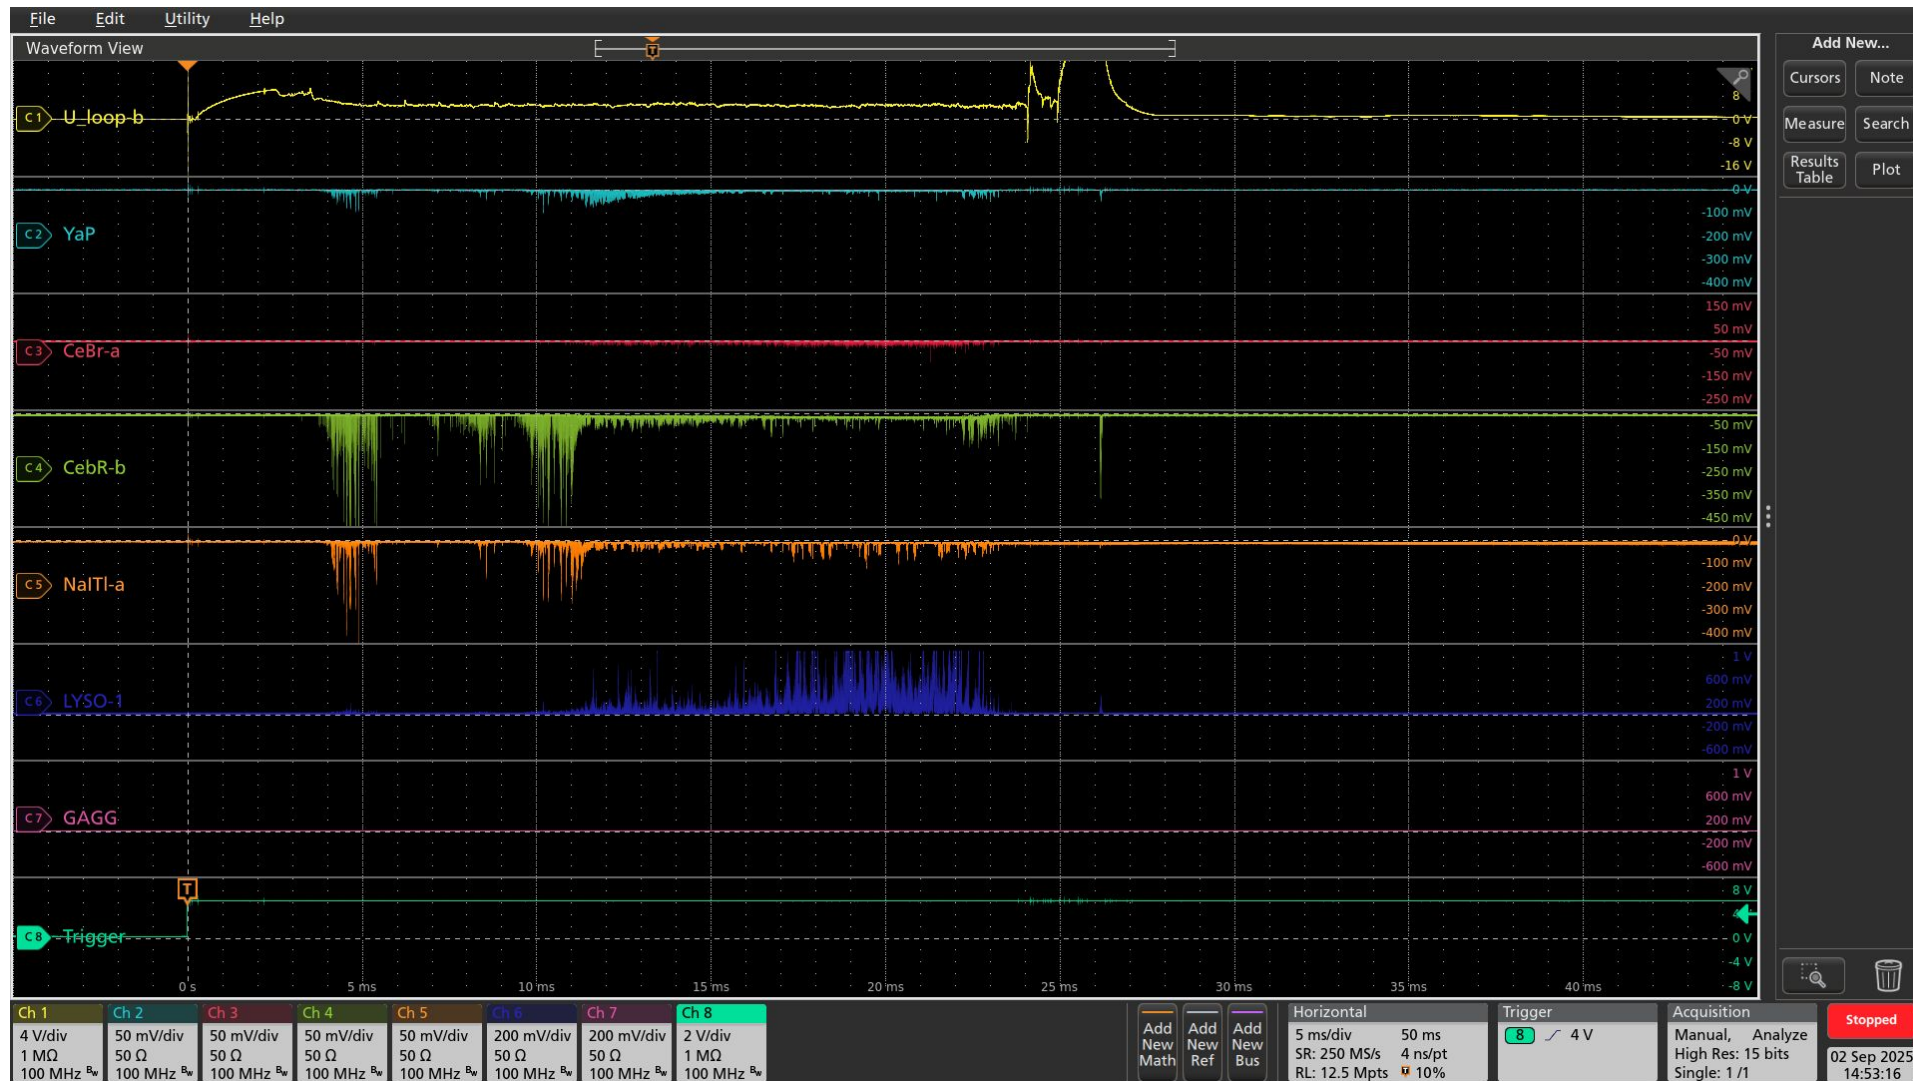 File Edit Utility Help
Waveform View
Add New...
Cursors Note
Measure Search
Results Table Plot
T
C1 U_loop-b
8
0 V
-8 V
-16 V
C2 YaP
0 V
-100 mV
-200 mV
-300 mV
-400 mV
C3 CeBr-a
150 mV
50 mV
-50 mV
-150 mV
-250 mV
C4 CebR-b
-50 mV
-150 mV
-250 mV
-350 mV
-450 mV
C5 NaITl-a
0 V
-100 mV
-200 mV
-300 mV
-400 mV
C6 LYSO-1
1 V
600 mV
200 mV
-200 mV
-600 mV
C7 GAGG
1 V
600 mV
200 mV
-200 mV
-600 mV
T
C8 Trigger
8 V
0 V
-4 V
-8 V
0 s 5 ms 10 ms 15 ms 20 ms 25 ms 30 ms 35 ms 40 ms
Ch 1
4 V/div
1 MΩ
100 MHz Bw
Ch 2
50 mV/div
50 Ω
100 MHz Bw
Ch 3
50 mV/div
50 Ω
100 MHz Bw
Ch 4
50 mV/div
50 Ω
100 MHz Bw
Ch 5
50 mV/div
50 Ω
100 MHz Bw
Ch 6
200 mV/div
50 Ω
100 MHz Bw
Ch 7
200 mV/div
50 Ω
100 MHz Bw
Ch 8
2 V/div
1 MΩ
100 MHz Bw
Add New Math
Add New Ref
Add New Bus
Horizontal
5 ms/div 50 ms
SR: 250 MS/s 4 ns/pt
RL: 12.5 Mpts T 10%
Trigger
8 4 V
Acquisition
Manual, Analyze
High Res: 15 bits
Single: 1 /1
Stopped
02 Sep 2025
14:53:16